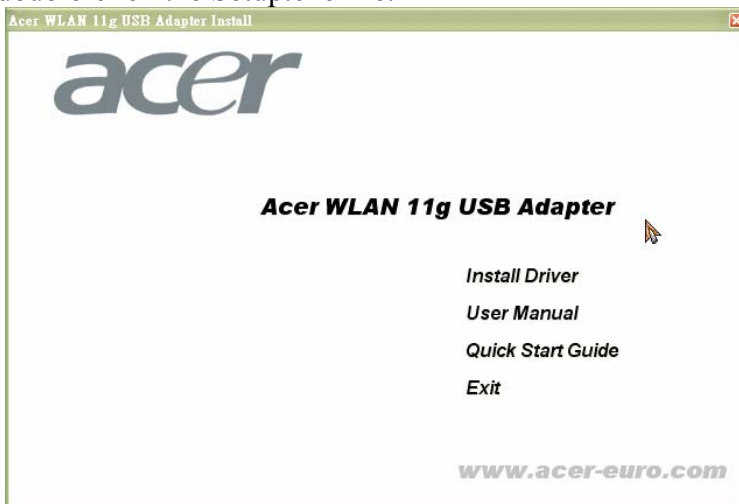 Acer WLAN 11g USB Adapter Install
acer
Acer WLAN 11g USB Adapter
Install Driver
User Manual
Quick Start Guide
Exit
www.acer-euro.com